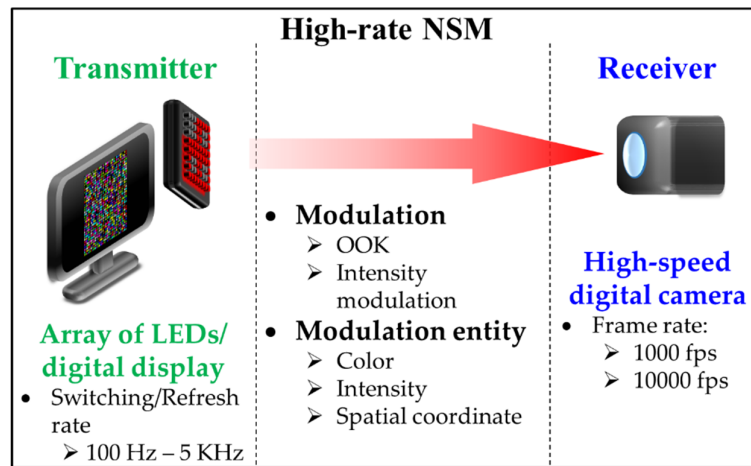 High-rate NSM
Transmitter
Array of LEDs/
digital display
• Switching/Refresh
rate
➢ 100 Hz – 5 KHz
• Modulation
➢ OOK
➢ Intensity
modulation
• Modulation entity
➢ Color
➢ Intensity
➢ Spatial coordinate
Receiver
High-speed
digital camera
• Frame rate:
➢ 1000 fps
➢ 10000 fps